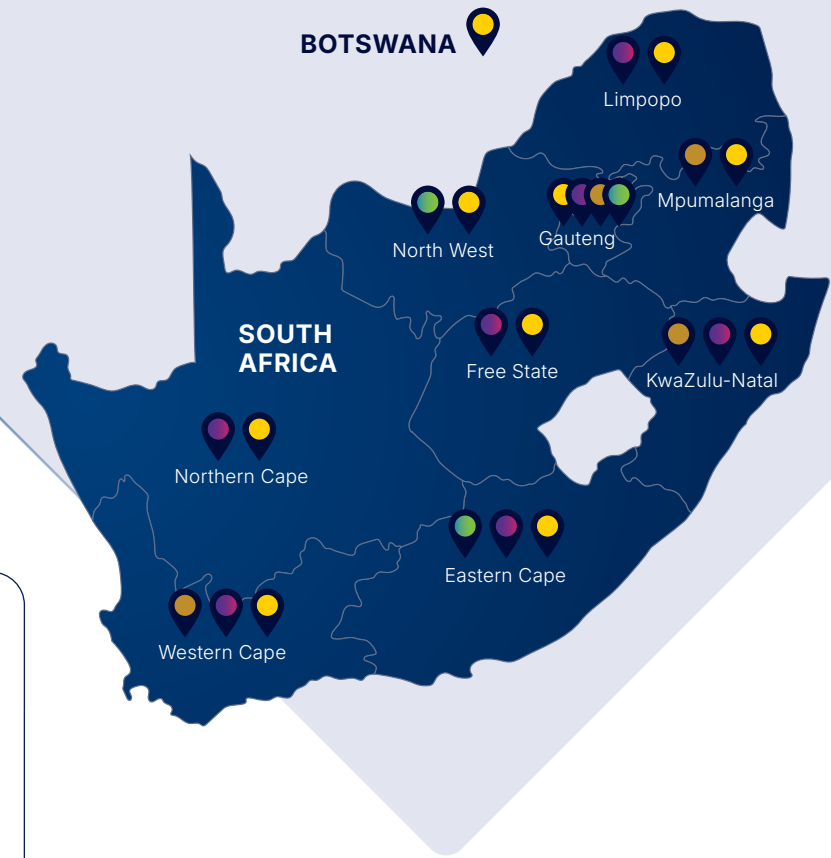 BOTSWANA
Limpopo
Mpumalanga
Gauteng
North West
SOUTH
AFRICA
Free State
KwaZulu-Natal
Northern Cape
Eastern Cape
Western Cape